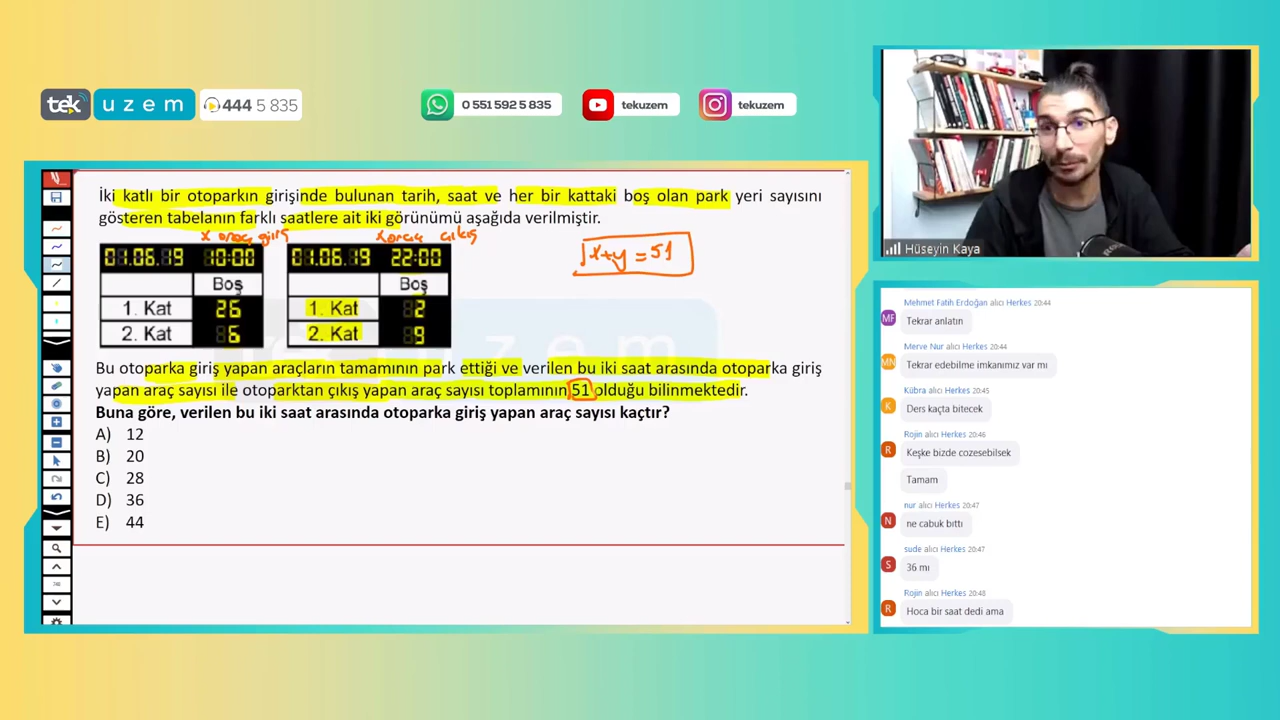 tek uzem 444 5 835
0 551 592 5 835
tekuzem
tekuzem
İki katlı bir otoparkın girişinde bulunan tarih, saat ve her bir kattaki boş olan park yeri sayısını
gösteren tabelanın farklı saatlere ait iki görünümü aşağıda verilmiştir.
x araç giriş
x araç çıkış
x+y=51
01.06.19 10:00
Boş
1. Kat 26
2. Kat 6
01.06.19 22:00
Boş
1. Kat 2
2. Kat 9
Bu otoparka giriş yapan araçların tamamının park ettiği ve verilen bu iki saat arasında otoparka giriş
yapan araç sayısı ile otoparktan çıkış yapan araç sayısı toplamının 51 olduğu bilinmektedir.
Buna göre, verilen bu iki saat arasında otoparka giriş yapan araç sayısı kaçtır?
A) 12
B) 20
C) 28
D) 36
E) 44
Hüseyin Kaya
Mehmet Fatih Erdoğan alıcı Herkes 20:44
MF
Tekrar anlatın
Merve Nur alıcı Herkes 20:44
MN
Tekrar edebilme imkanımız var mı
Kübra alıcı Herkes 20:45
K
Ders kaçta bitecek
Rojin alıcı Herkes 20:46
R
Keşke bizde cozesebilsek
Tamam
nur alıcı Herkes 20:47
N
ne cabuk bıttı
sude alıcı Herkes 20:47
S
36 mı
Rojin alıcı Herkes 20:48
R
Hoca bir saat dedi ama